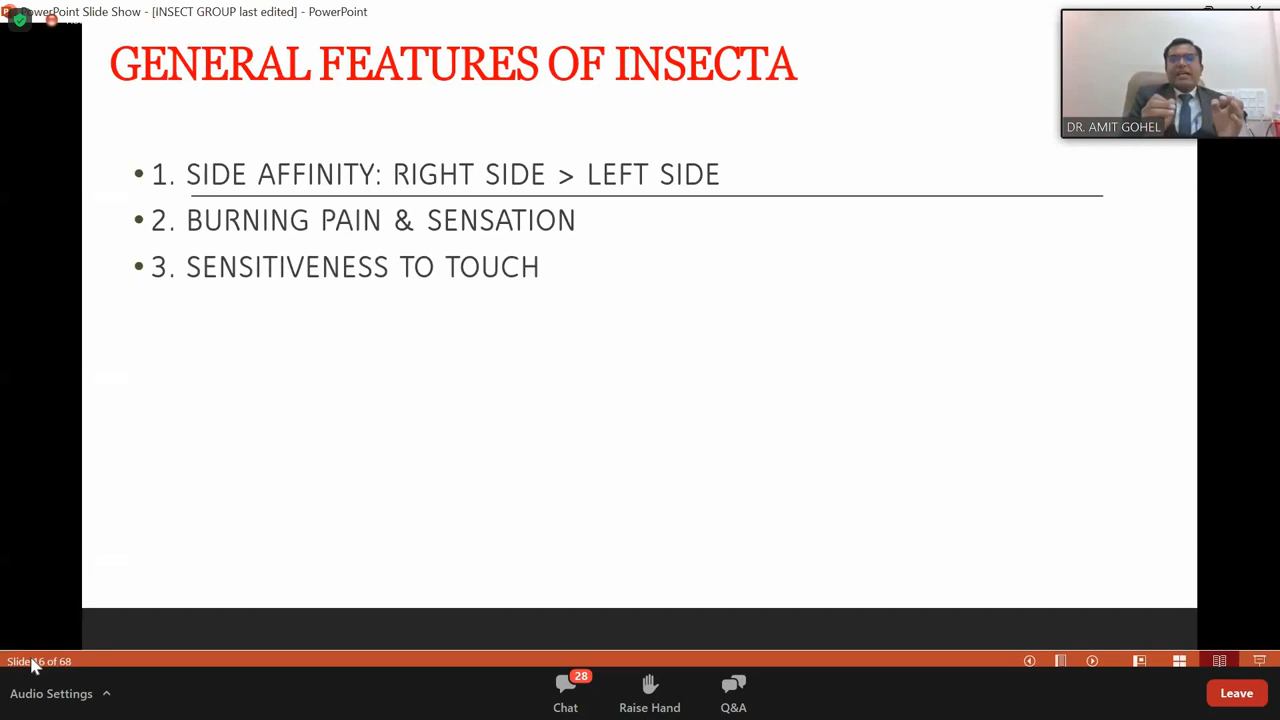 PowerPoint Slide Show - [INSECT GROUP last edited] - PowerPoint
GENERAL FEATURES OF INSECTA
DR. AMIT GOHEL
• 1. SIDE AFFINITY: RIGHT SIDE > LEFT SIDE
• 2. BURNING PAIN & SENSATION
• 3. SENSITIVENESS TO TOUCH
Slide 16 of 68
Audio Settings
28
Chat
Raise Hand
Q&A
Leave